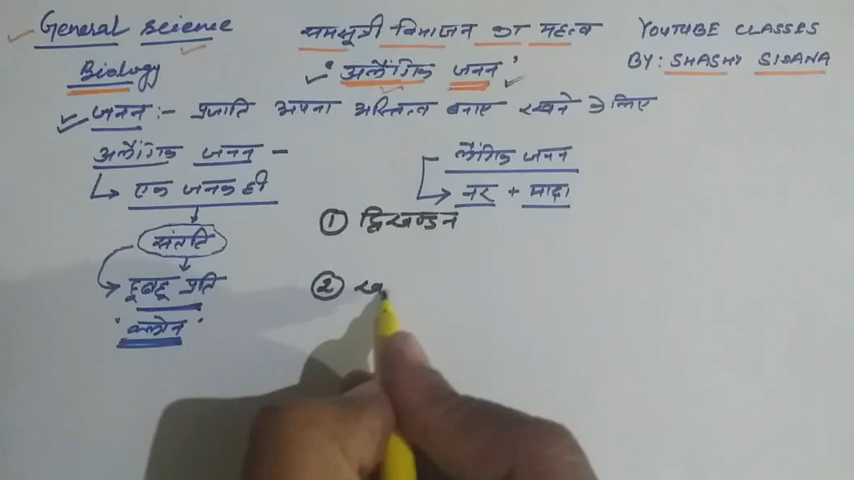 General science
समसूत्री विभाजन का महत्व
YOUTUBE CLASSES
Biology
" अलैंगिक जनन "
BY: SHASHI SIDANA
जनन :- प्रजाति अपना अस्तित्व बनाए रखने के लिए
अलैंगिक जनन -
लैंगिक जनन
एक जनक ही
नर + मादा
① द्विखण्डन
संतति
② ख
हूबहू प्रति
" क्लोन "